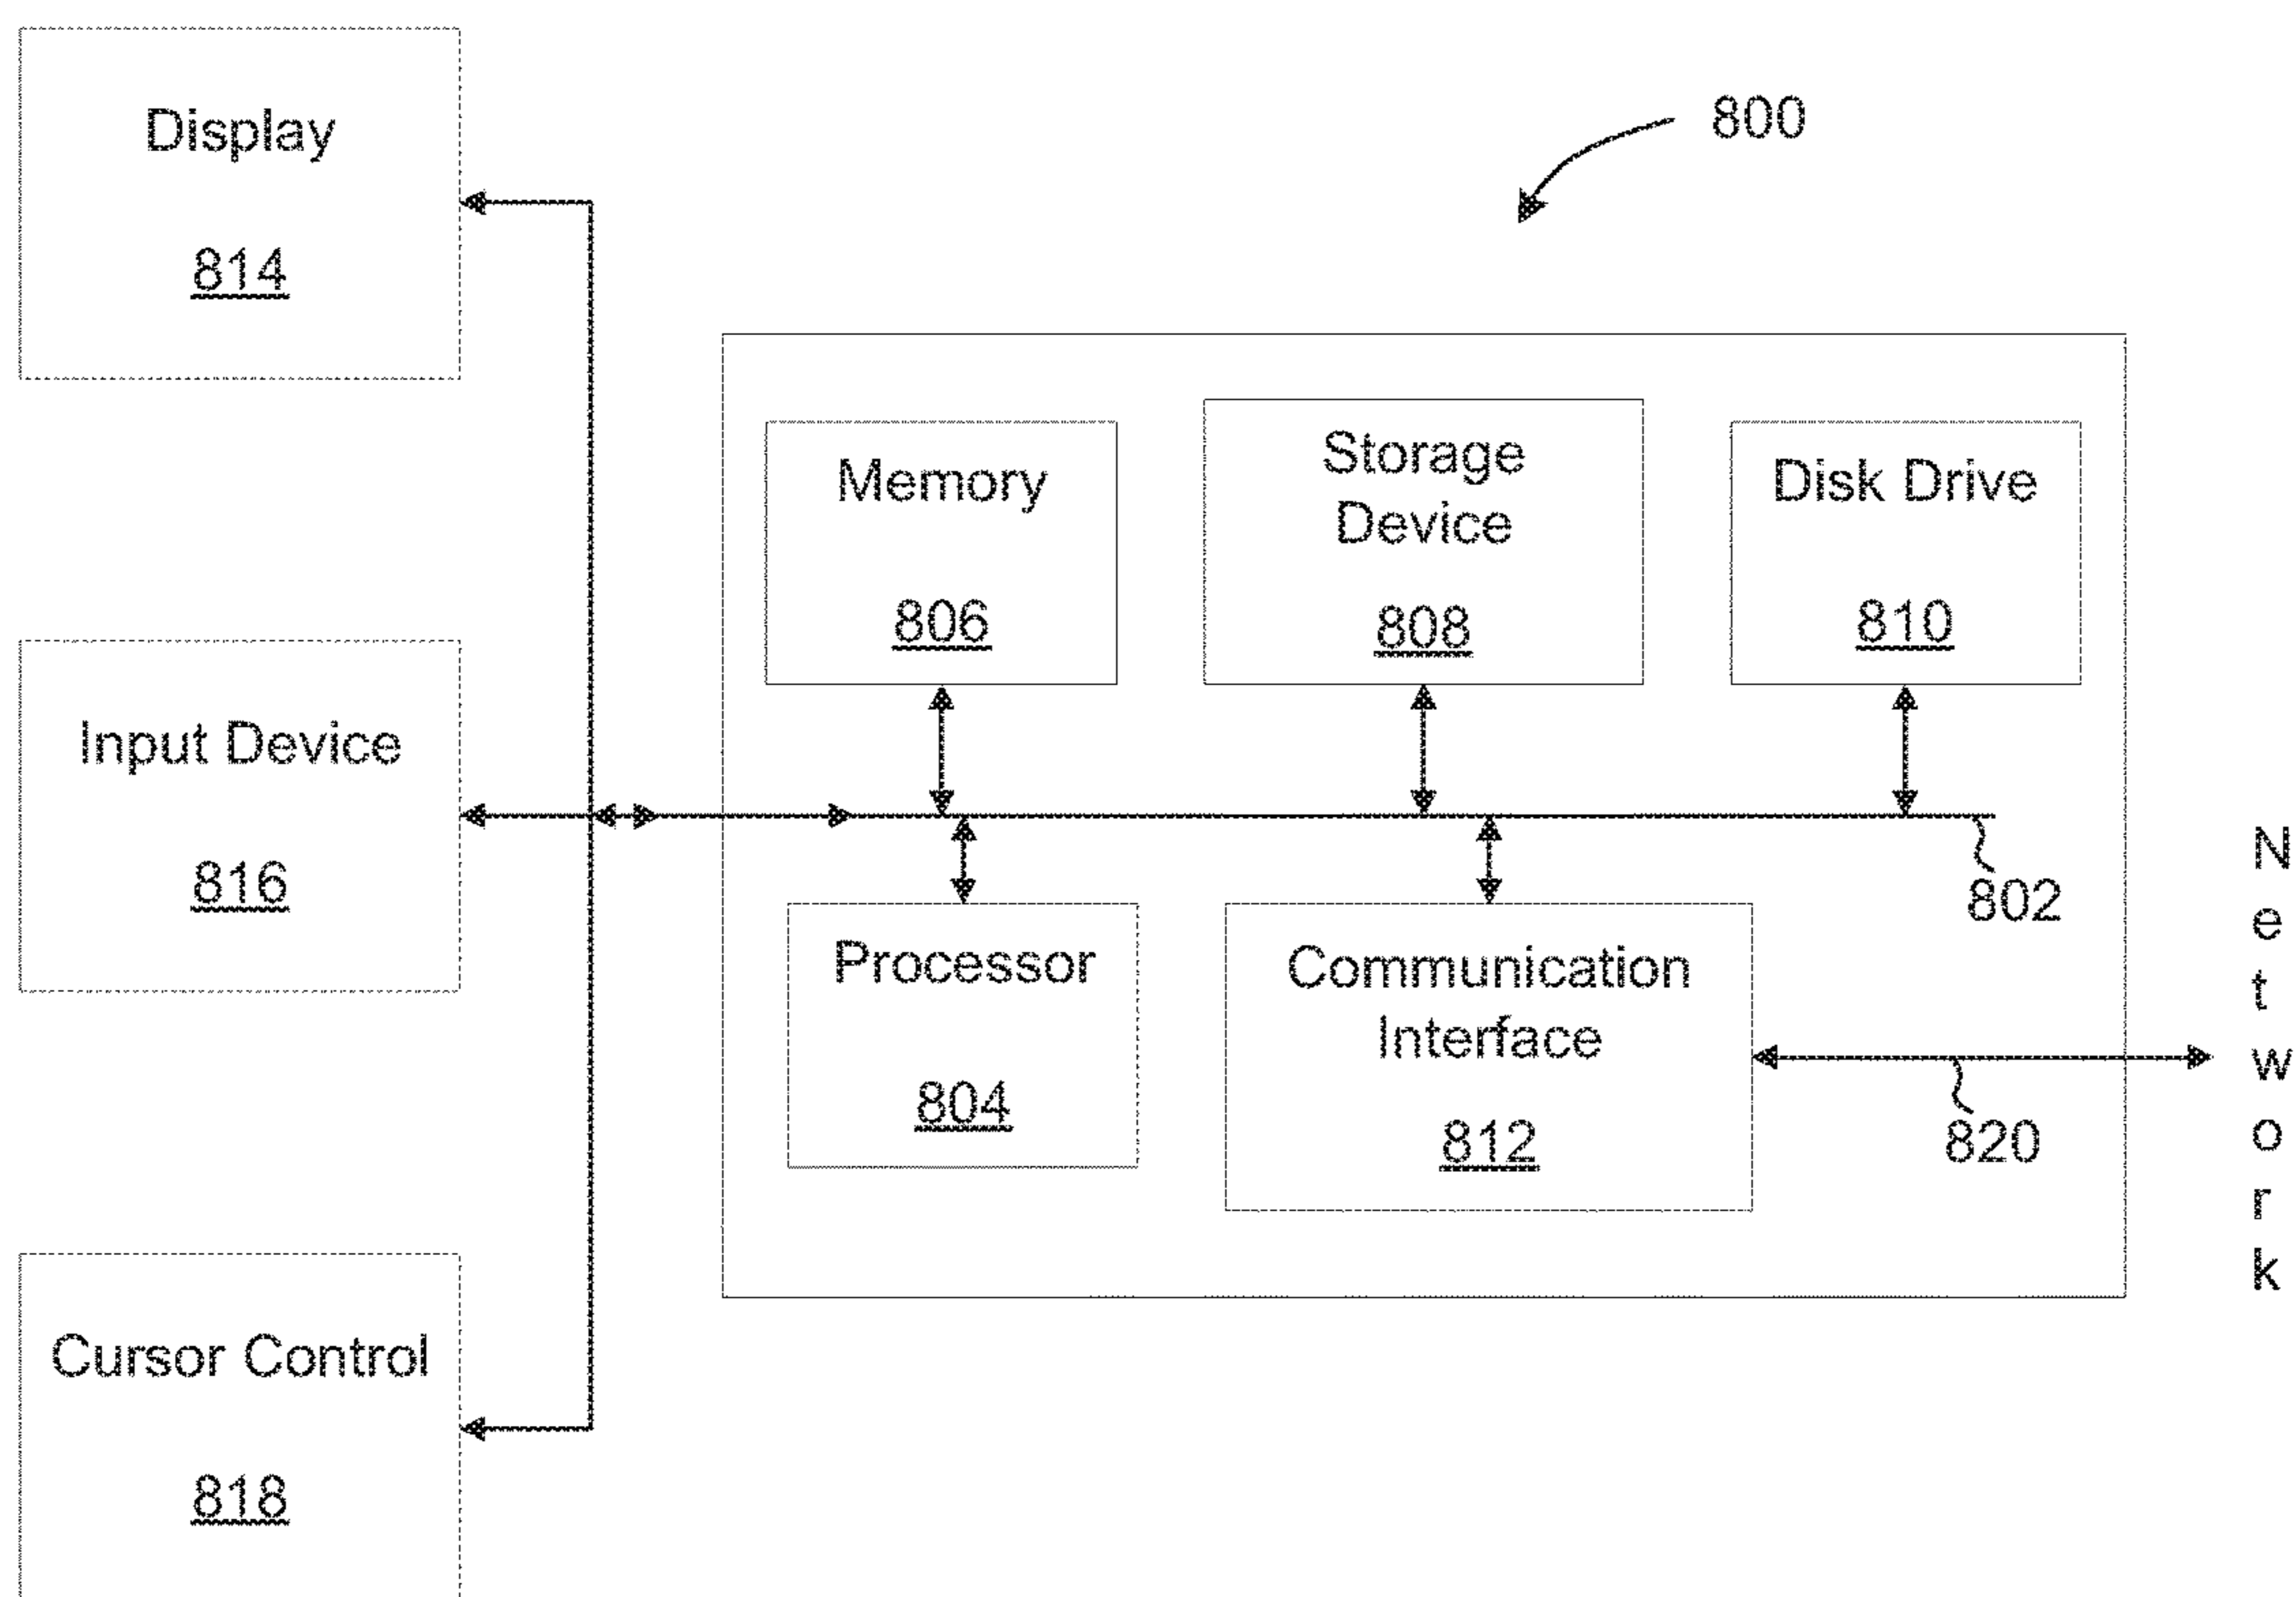 Display
814
800
Memory
806
Storage
Device
808
Disk Drive
810
Input Device
816
802
Processor
804
Communication
Interface
812
820
Network
Cursor Control
818